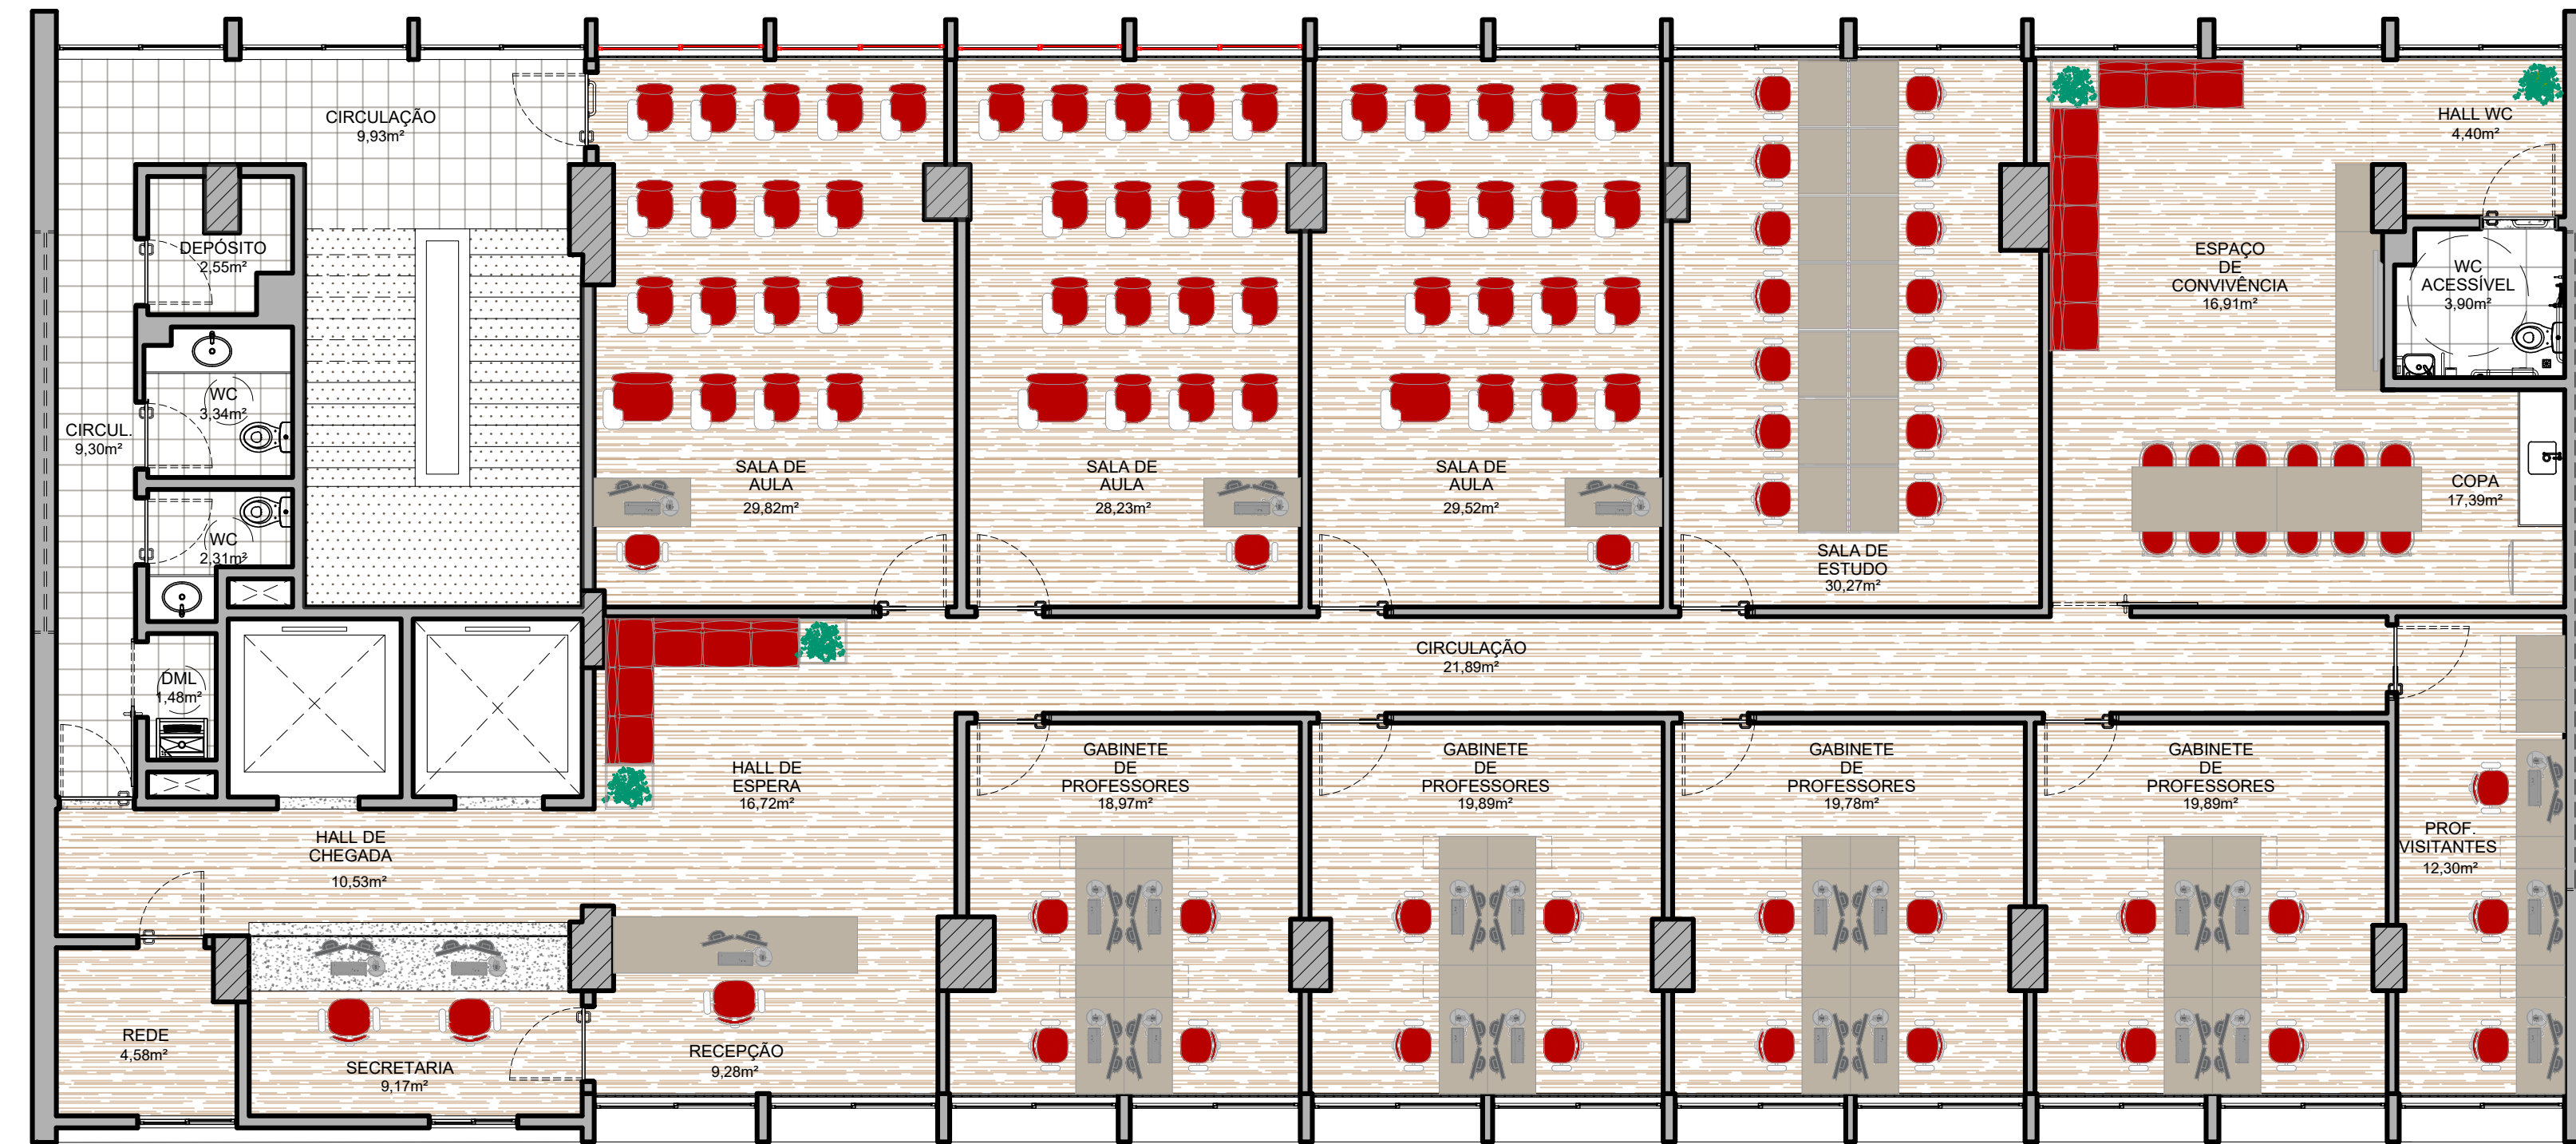 CIRCULAÇÃO
9,93m²
HALL WC
4,40m²
DEPÓSITO
2,55m²
ESPAÇO
DE
CONVIVÊNCIA
16,91m²
WC
ACESSÍVEL
3,90m²
WC
3,34m²
CIRCUL.
9,30m²
SALA DE
AULA
29,82m²
SALA DE
AULA
28,23m²
SALA DE
AULA
29,52m²
COPA
17,39m²
WC
2,31m²
SALA DE
ESTUDO
30,27m²
CIRCULAÇÃO
21,89m²
DML
1,48m²
HALL DE
ESPERA
16,72m²
GABINETE
DE
PROFESSORES
18,97m²
GABINETE
DE
PROFESSORES
19,89m²
GABINETE
DE
PROFESSORES
19,78m²
GABINETE
DE
PROFESSORES
19,89m²
HALL DE
CHEGADA
10,53m²
PROF.
VISITANTES
12,30m²
REDE
4,58m²
SECRETARIA
9,17m²
RECEPÇÃO
9,28m²